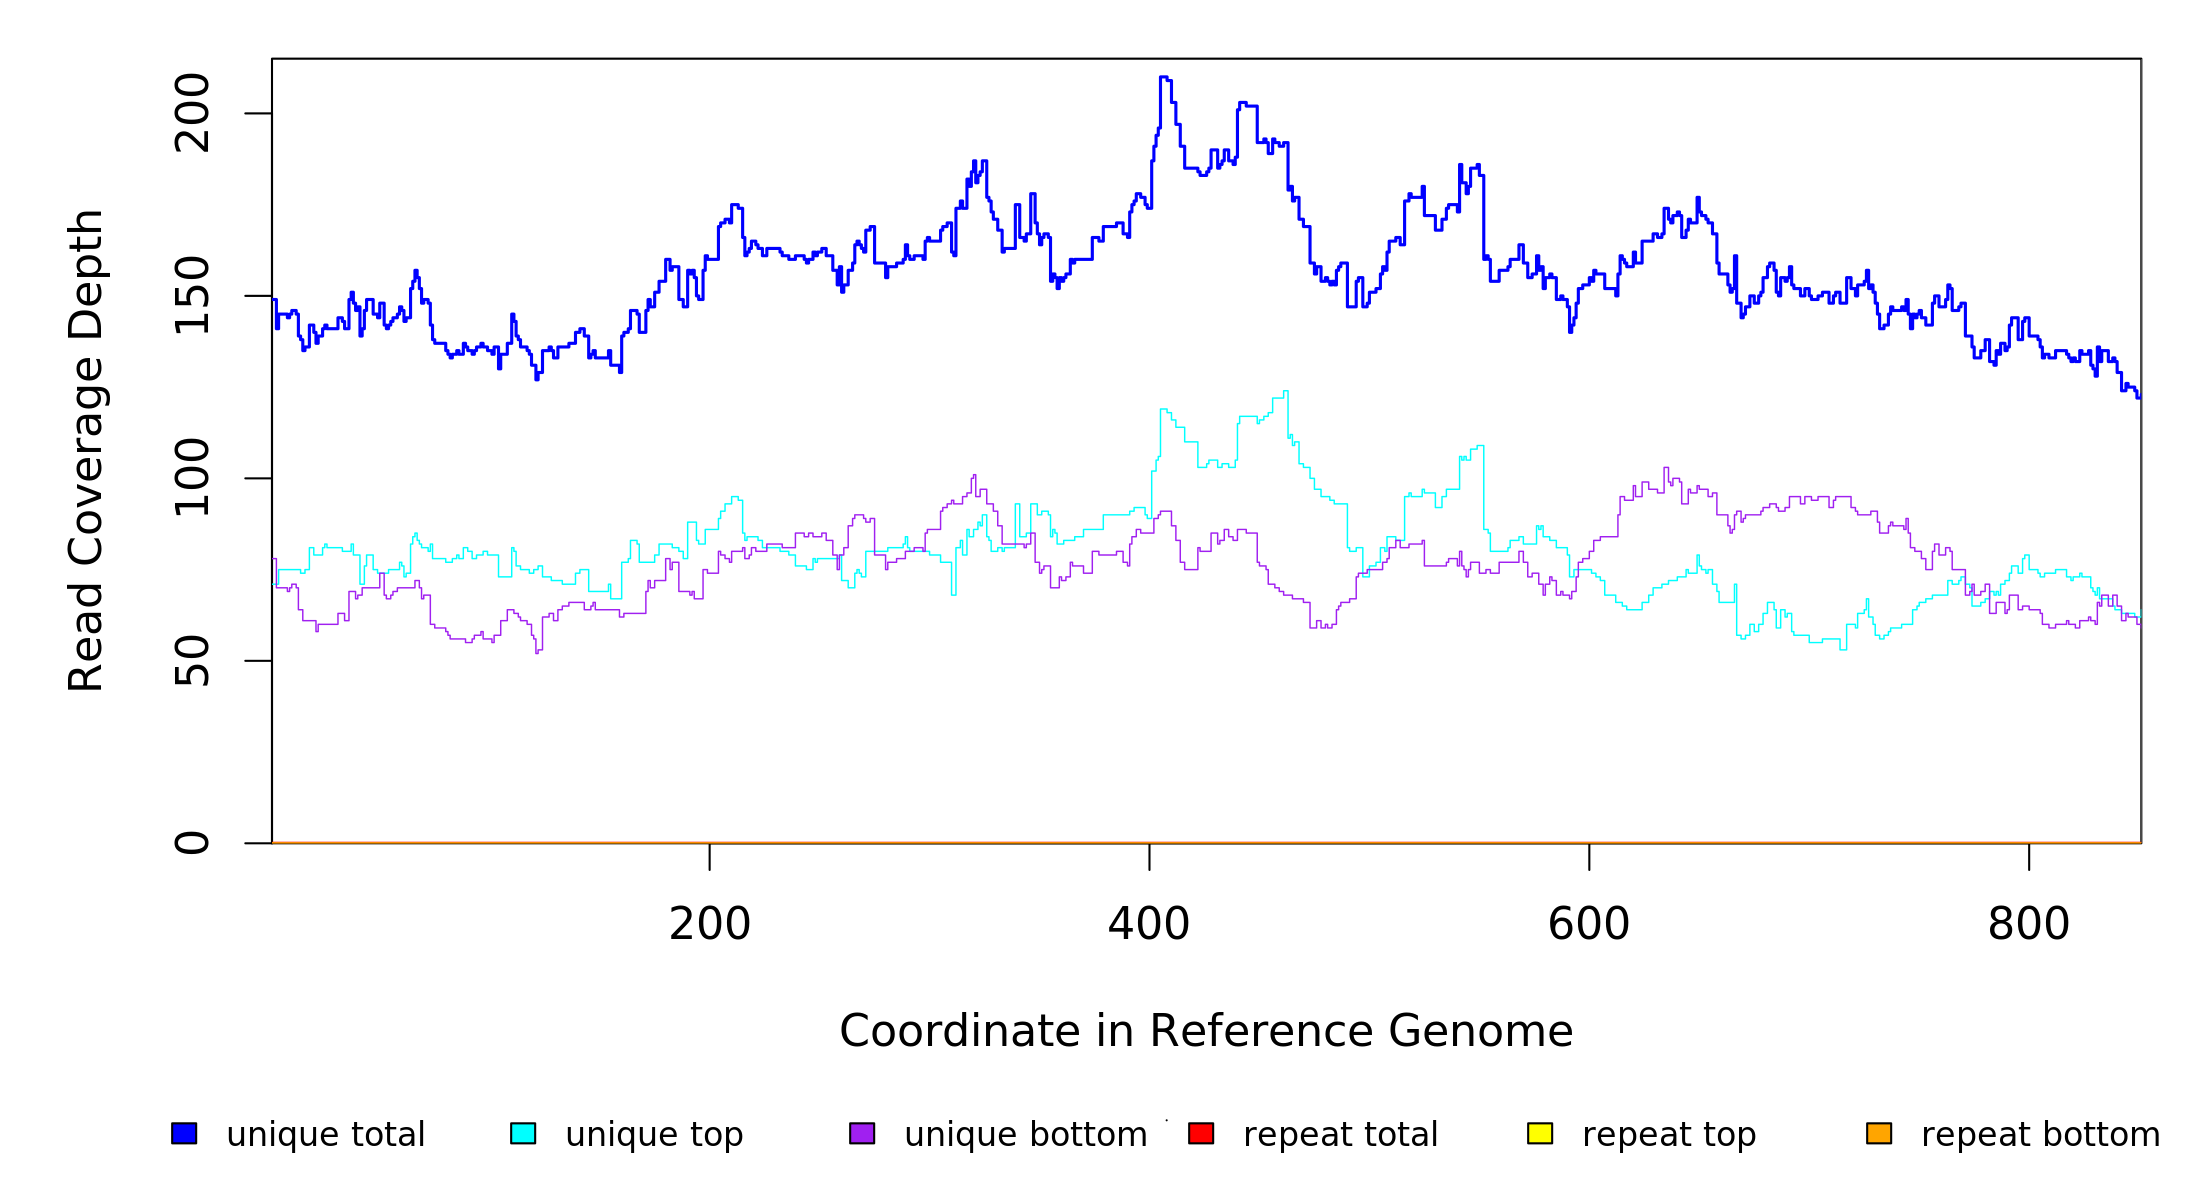 Read Coverage Depth
200
150
100
50
0
200 400 600 800
Coordinate in Reference Genome
unique total unique top unique bottom repeat total repeat top repeat bottom